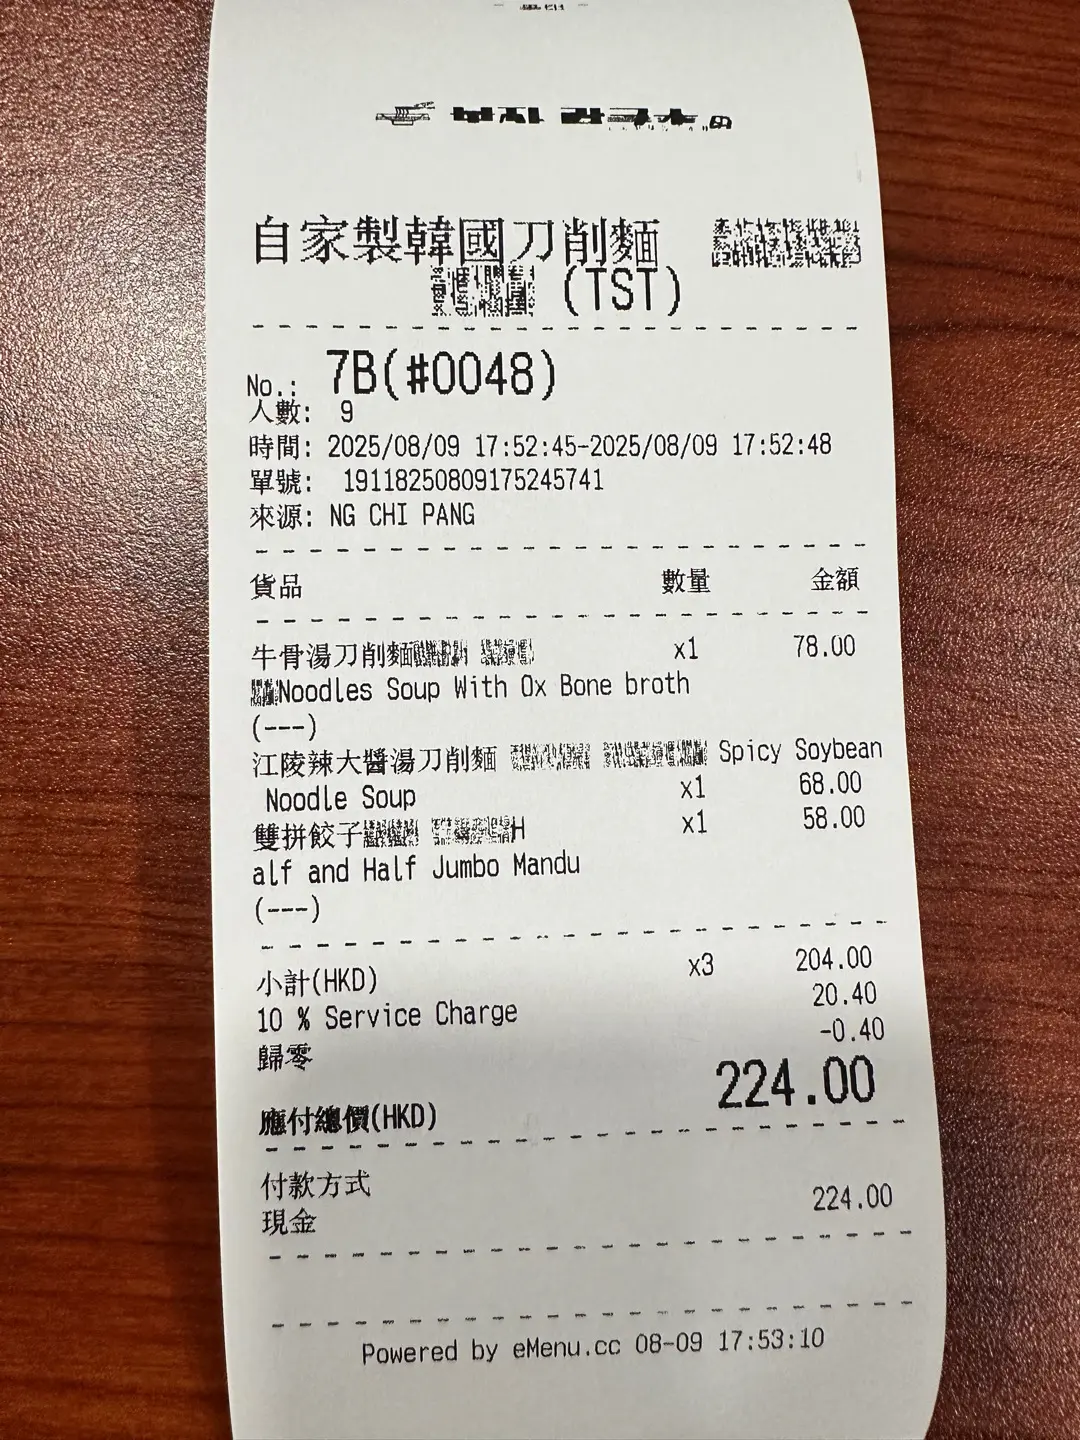 自家製韓國刀削麵
(TST)
No.: 7B(#0048)
人數: 9
時間: 2025/08/09 17:52:45-2025/08/09 17:52:48
單號: 19118250809175245741
來源: NG CHI PANG
貨品 數量 金額
牛骨湯刀削麵 x1 78.00
Noodles Soup With Ox Bone broth
(---)
江陵辣大醬湯刀削麵 Spicy Soybean
Noodle Soup x1 68.00
雙拼餃子 H x1 58.00
alf and Half Jumbo Mandu
(---)
小計(HKD) x3 204.00
10 % Service Charge 20.40
歸零 -0.40
應付總價(HKD) 224.00
付款方式
現金 224.00
Powered by eMenu.cc 08-09 17:53:10